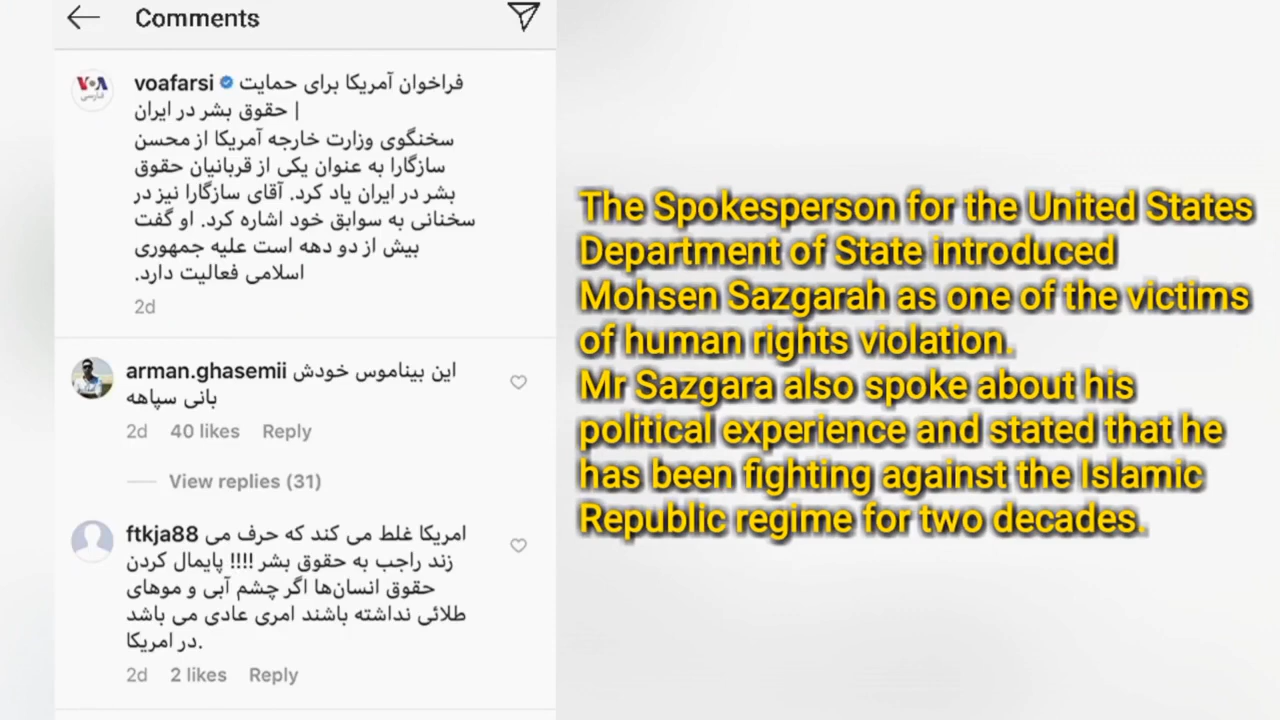 Comments
VOA
فارسی
voafarsi فراخوان آمریکا برای حمایت
حقوق بشر در ایران |
سخنگوی وزارت خارجه آمریکا از محسن
سازگارا به عنوان یکی از قربانیان حقوق
بشر در ایران یاد کرد. آقای سازگارا نیز در
سخنانی به سوابق خود اشاره کرد. او گفت
بیش از دو دهه است علیه جمهوری
اسلامی فعالیت دارد.
2d
arman.ghasemii این بیناموس خودش
بانی سپاهه
2d 40 likes Reply
View replies (31)
ftkja88 امریکا غلط می کند که حرف می
زند راجب به حقوق بشر !!!! پایمال کردن
حقوق انسان‌ها اگر چشم آبی و موهای
طلائی نداشته باشند امری عادی می باشد
در امریکا.
2d 2 likes Reply
The Spokesperson for the United States
Department of State introduced
Mohsen Sazgarah as one of the victims
of human rights violation.
Mr Sazgara also spoke about his
political experience and stated that he
has been fighting against the Islamic
Republic regime for two decades.